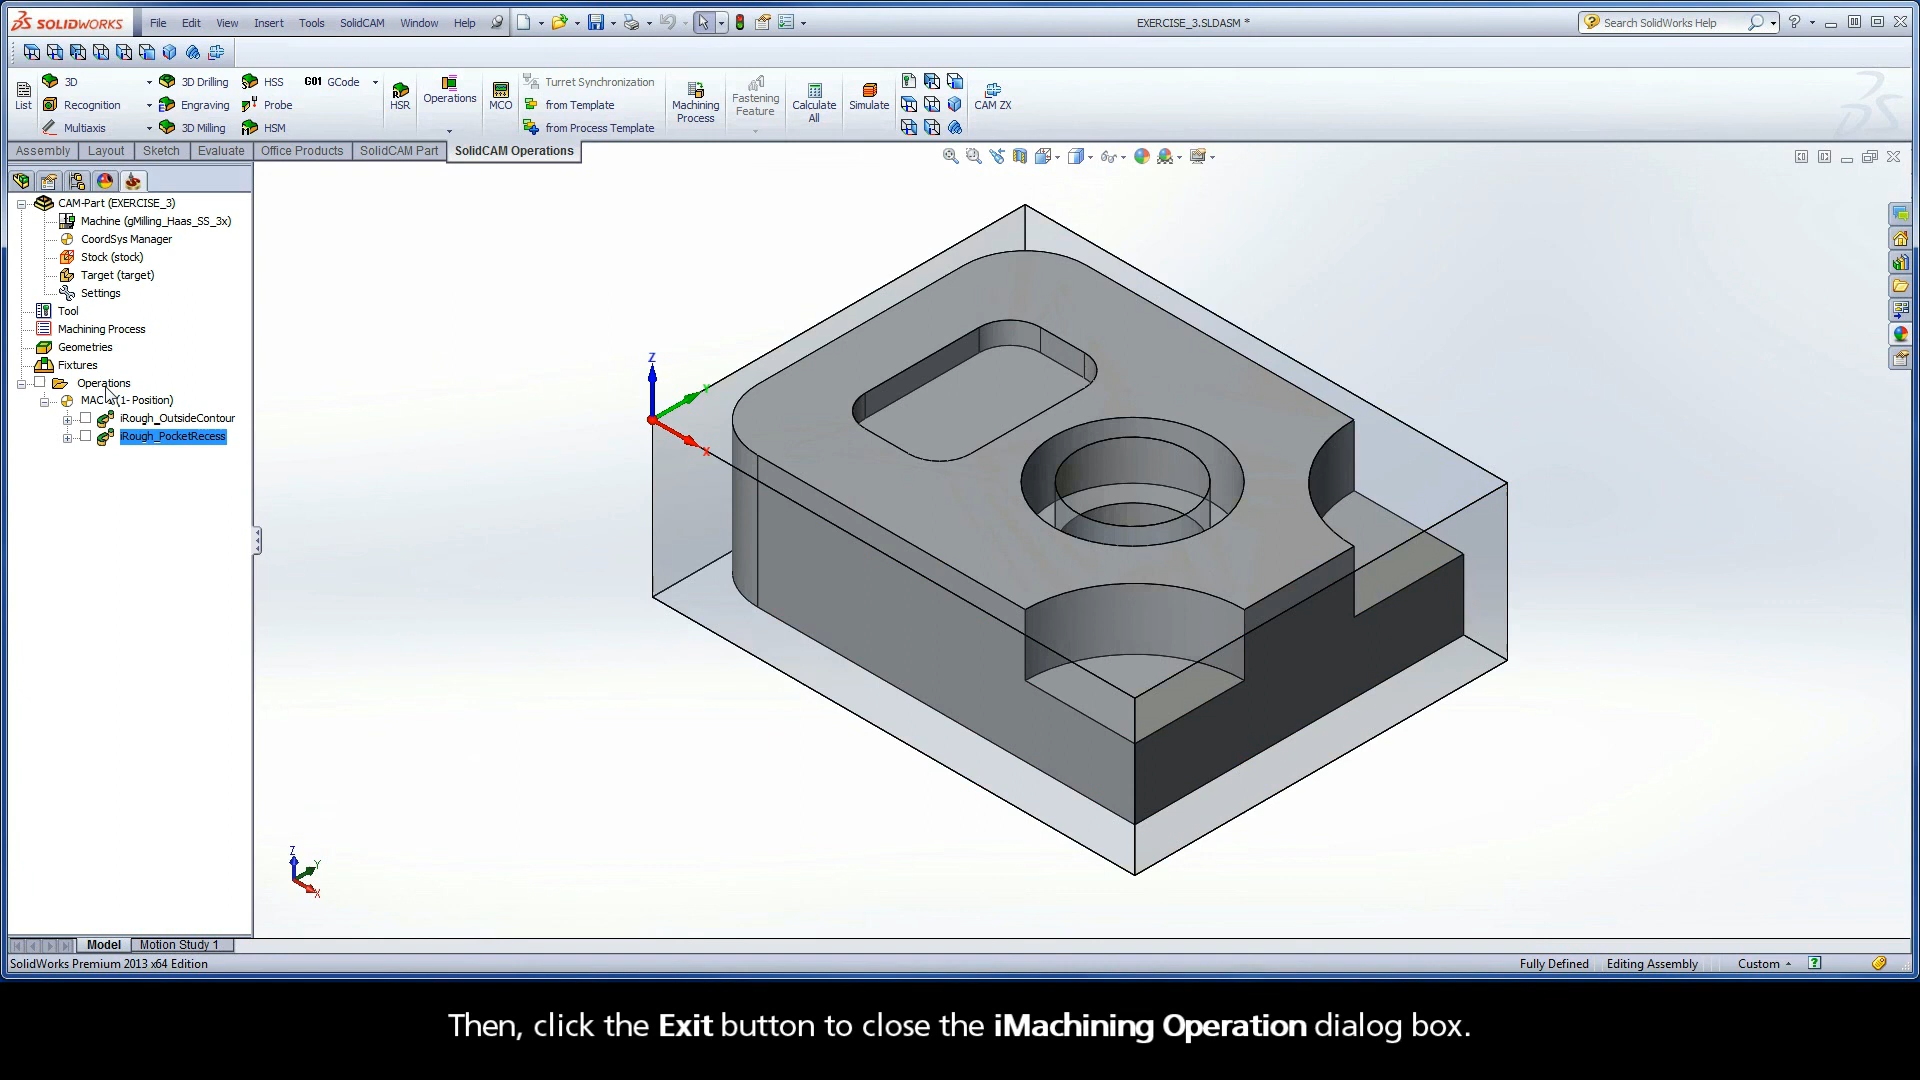 SOLIDWORKS File Edit View Insert Tools SolidCAM Window Help EXERCISE_3.SLDASM * Search SolidWorks Help
3D 3D Drilling HSS G01 GCode
Recognition Engraving Probe
Multiaxis 3D Milling HSM
List HSR Operations MCO
Turret Synchronization
from Template
from Process Template
Machining Process
Fastening Feature
Calculate All
Simulate
CAM ZX
Assembly Layout Sketch Evaluate Office Products SolidCAM Part SolidCAM Operations
CAM-Part (EXERCISE_3)
Machine (gMilling_Haas_SS_3x)
CoordSys Manager
Stock (stock)
Target (target)
Settings
Tool
Machining Process
Geometries
Fixtures
Operations
MAC (1- Position)
iRough_OutsideContour
iRough_PocketRecess
Z
Y
X
Z
Y
X
Model Motion Study 1
SolidWorks Premium 2013 x64 Edition Fully Defined Editing Assembly Custom
Then, click the Exit button to close the iMachining Operation dialog box.